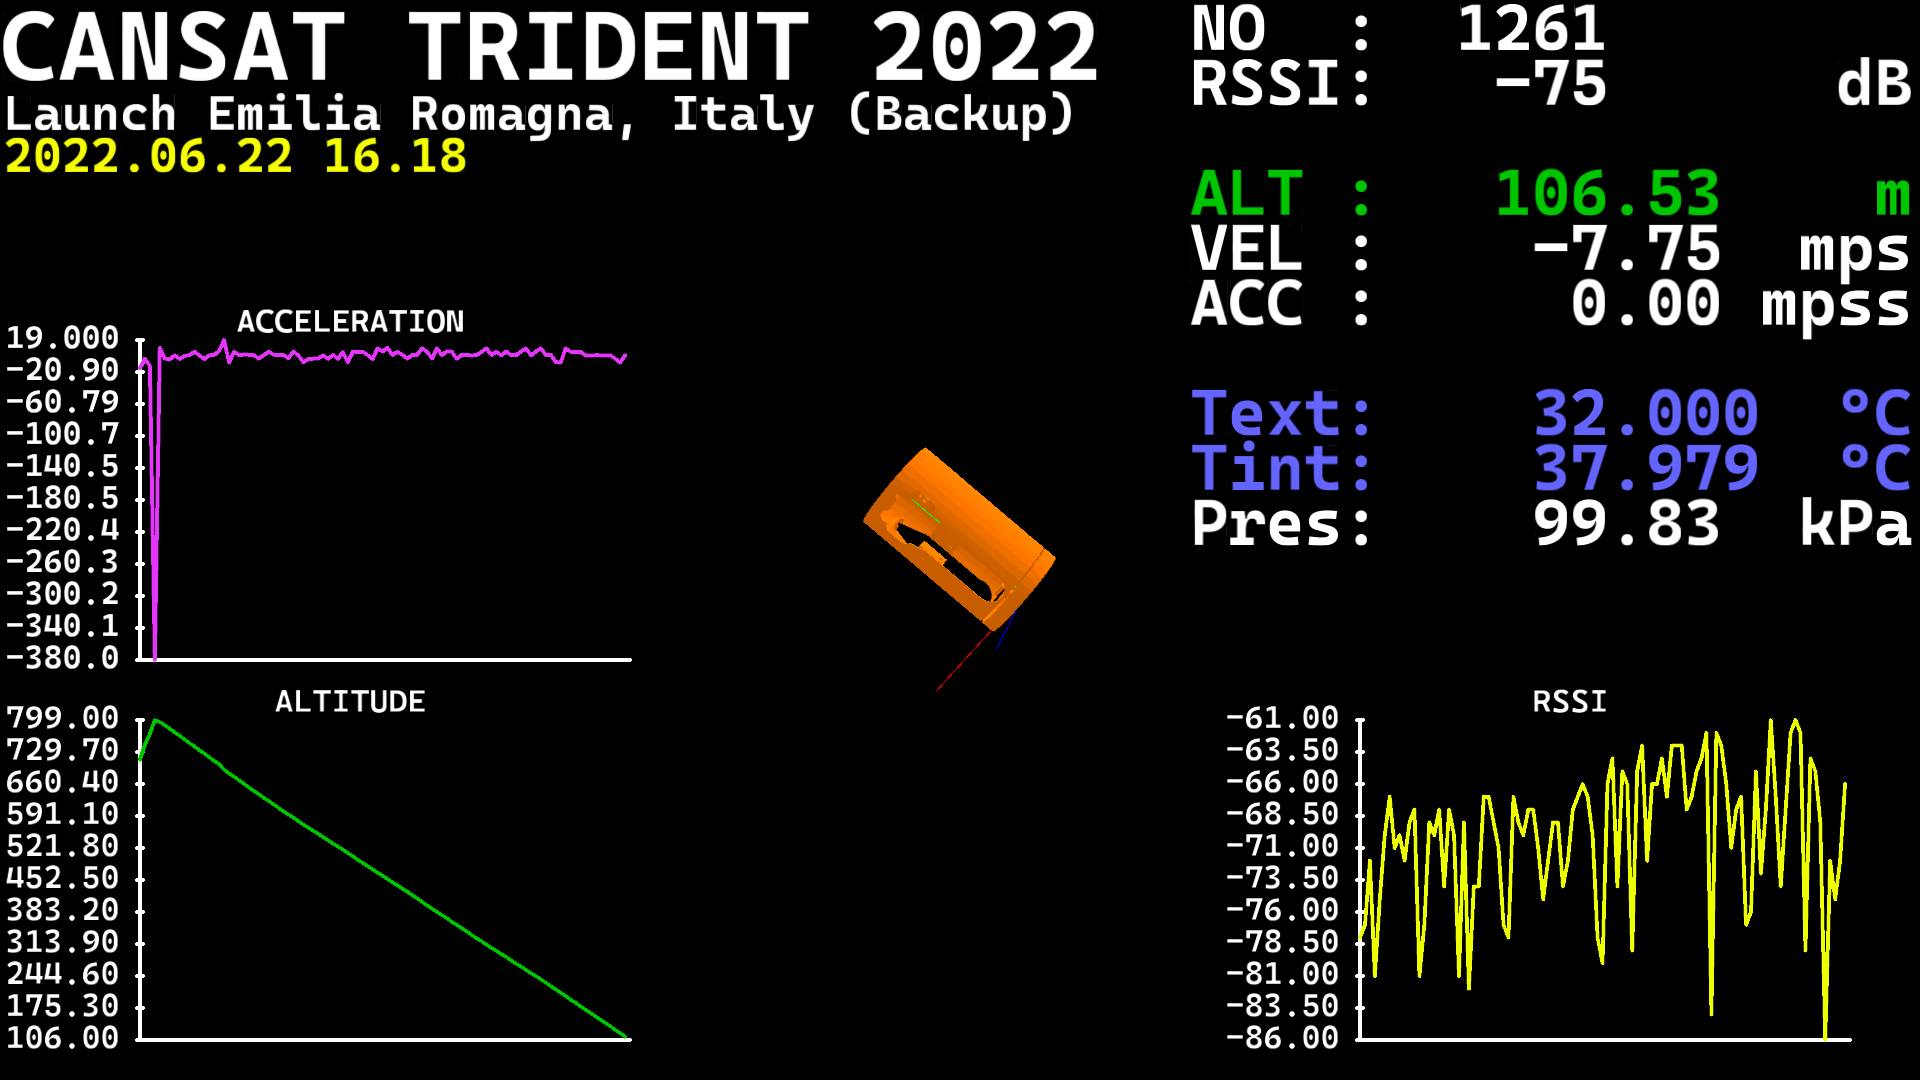 CANSAT TRIDENT 2022
Launch Emilia Romagna, Italy (Backup)
2022.06.22 16.18
NO : 1261
RSSI: −75 dB
ALT : 106.53 m
VEL : −7.75 mps
ACC : 0.00 mpss
Text: 32.000 °C
Tint: 37.979 °C
Pres: 99.83 kPa
ACCELERATION
19.000
−20.90
−60.79
−100.7
−140.5
−180.5
−220.4
−260.3
−300.2
−340.1
−380.0
ALTITUDE
799.00
729.70
660.40
591.10
521.80
452.50
383.20
313.90
244.60
175.30
106.00
RSSI
−61.00
−63.50
−66.00
−68.50
−71.00
−73.50
−76.00
−78.50
−81.00
−83.50
−86.00